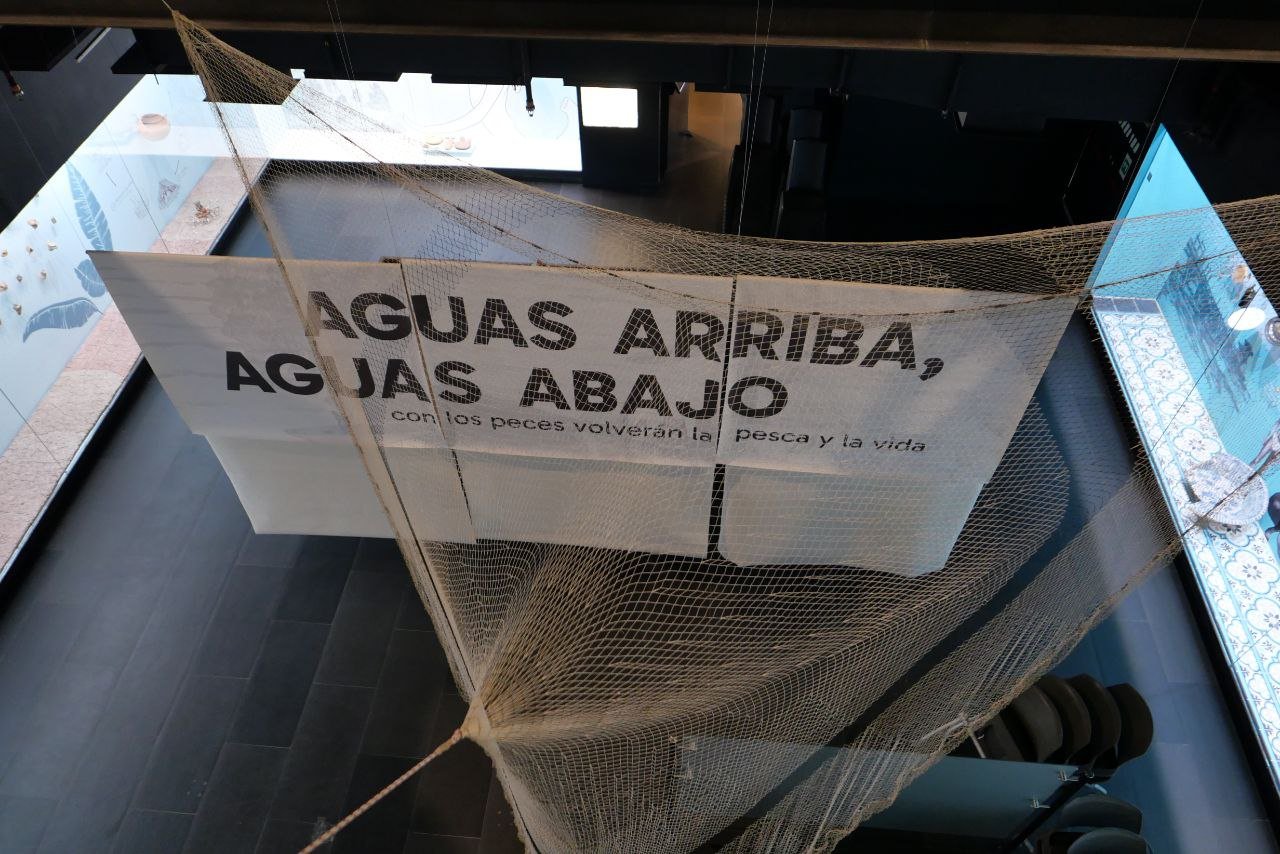 AGUAS ARRIBA,
AGUAS ABAJO
con los peces volverán la pesca y la vida